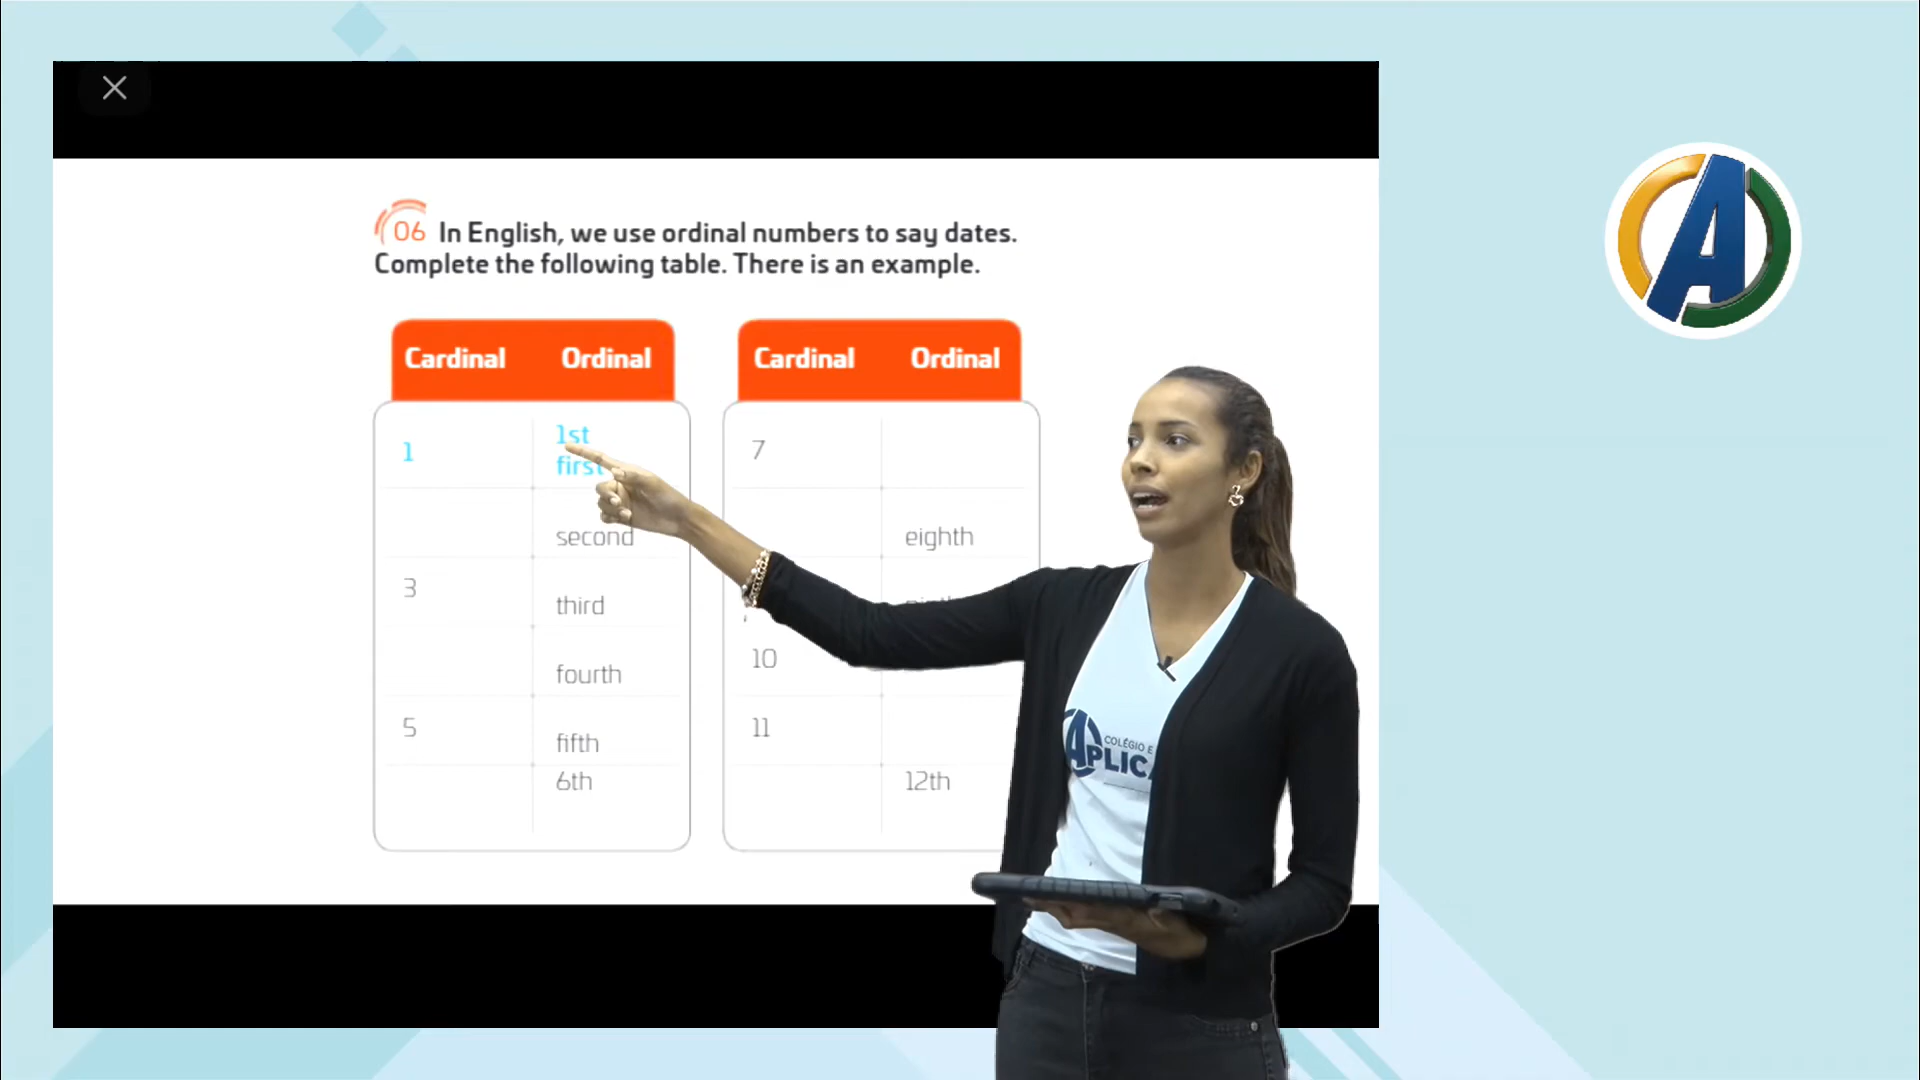 06 In English, we use ordinal numbers to say dates.
Complete the following table. There is an example.
Cardinal Ordinal
1 1st
first
second
3 third
fourth
5 fifth
6th
Cardinal Ordinal
7
eighth
10
11
12th
COLÉGIO E